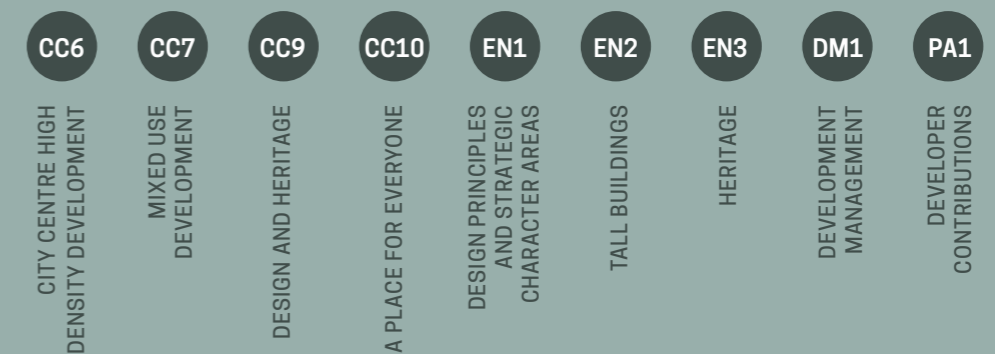 CC6
CC7
CC9
CC10
EN1
EN2
EN3
DM1
PA1
CITY CENTRE HIGH
DENSITY DEVELOPMENT
MIXED USE
DEVELOPMENT
DESIGN AND HERITAGE
A PLACE FOR EVERYONE
DESIGN PRINCIPLES
AND STRATEGIC
CHARACTER AREAS
TALL BUILDINGS
HERITAGE
DEVELOPMENT
MANAGEMENT
DEVELOPER
CONTRIBUTIONS